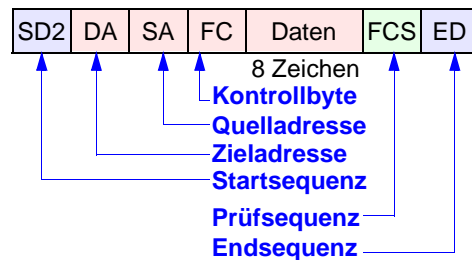 SD2 DA SA FC Daten FCS ED
8 Zeichen
Kontrollbyte
Quelladresse
Zieladresse
Startsequenz
Prüfsequenz
Endsequenz